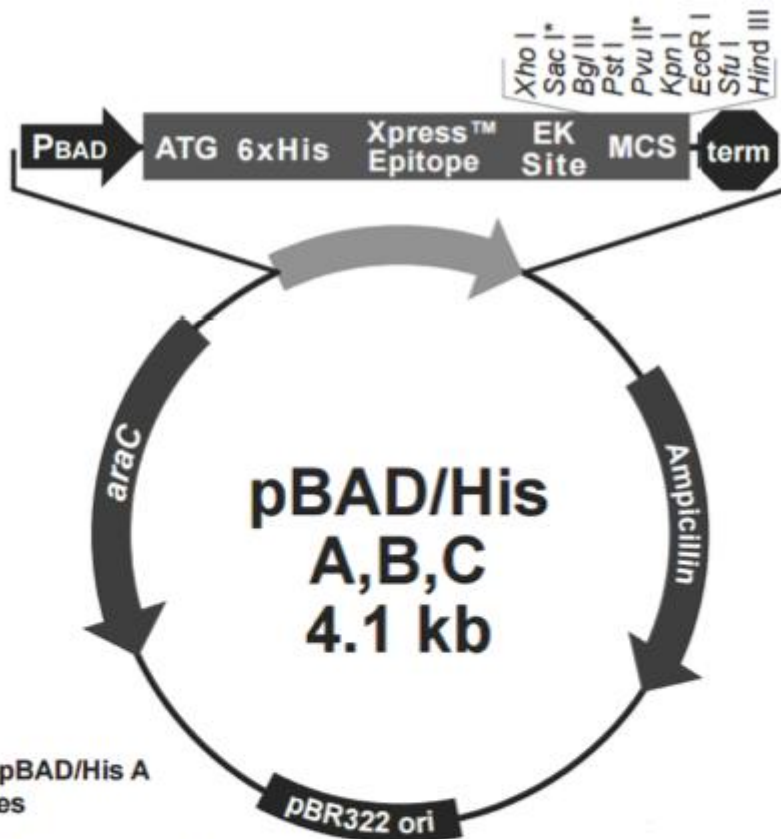 Xho I
Sac I*
Bgl II
Pst I
Pvu II*
Kpn I
EcoR I
Sfu I
Hind III
PBAD
ATG
6xHis
Xpress™
Epitope
EK
Site
MCS
term
araC
Ampicillin
pBAD/His
A,B,C
4.1 kb
pBAD/His A
pBR322 ori